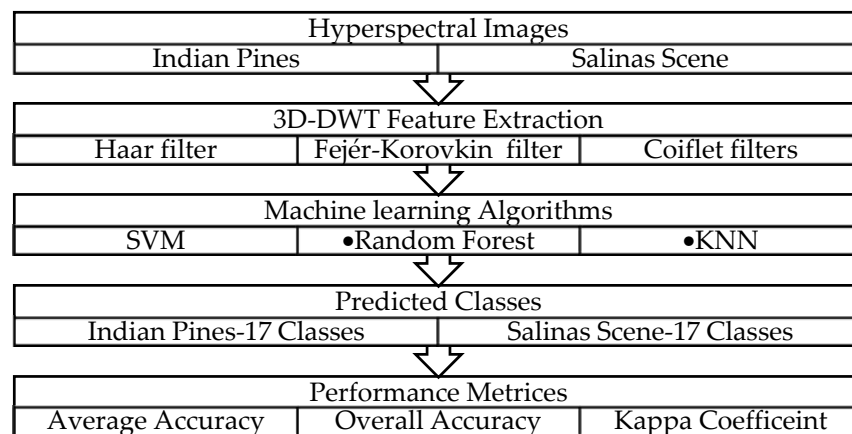 Hyperspectral Images
Indian Pines Salinas Scene
3D-DWT Feature Extraction
Haar filter Fejér-Korovkin filter Coiflet filters
Machine learning Algorithms
SVM •Random Forest •KNN
Predicted Classes
Indian Pines-17 Classes Salinas Scene-17 Classes
Performance Metrices
Average Accuracy Overall Accuracy Kappa Coefficeint